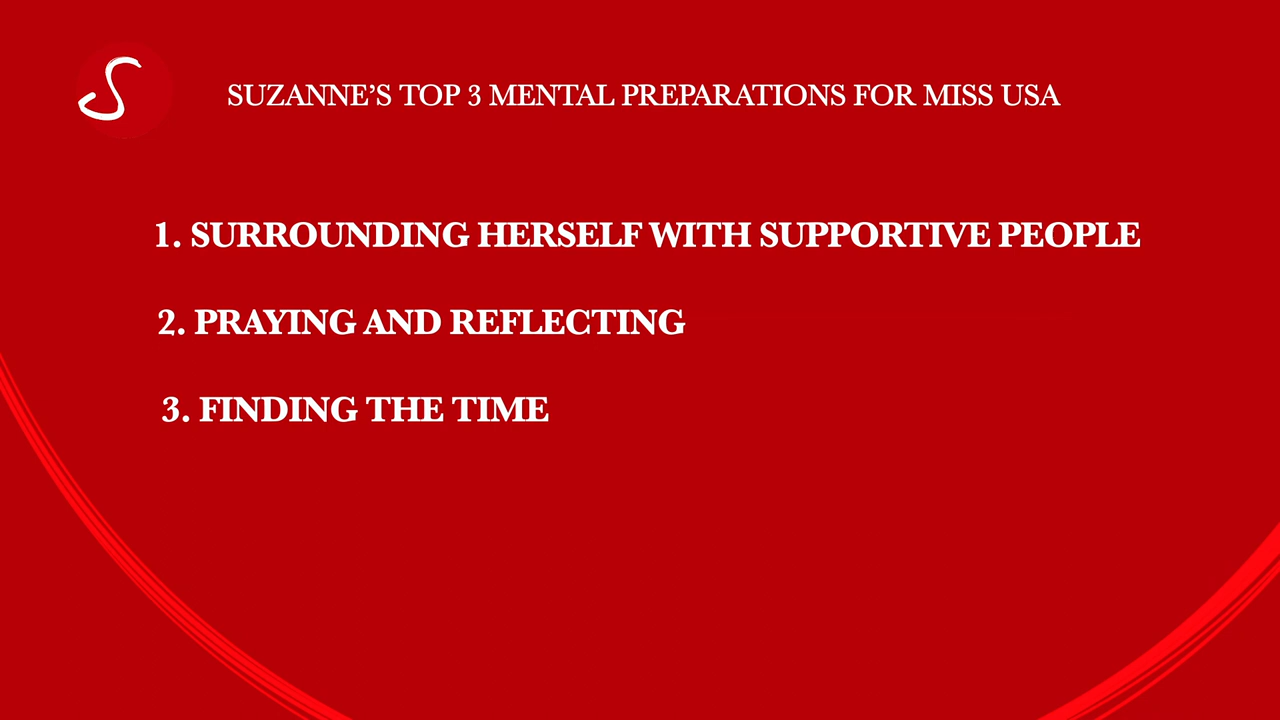 S
SUZANNE’S TOP 3 MENTAL PREPARATIONS FOR MISS USA
1. SURROUNDING HERSELF WITH SUPPORTIVE PEOPLE
2. PRAYING AND REFLECTING
3. FINDING THE TIME